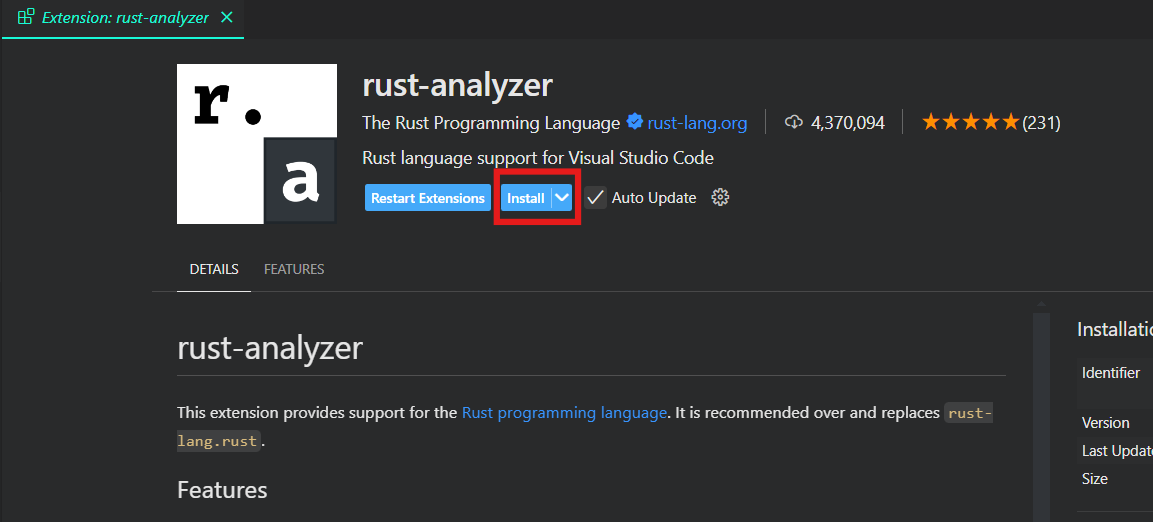 Extension: rust-analyzer
r.
a
rust-analyzer
The Rust Programming Language rust-lang.org 4,370,094 (231)
Rust language support for Visual Studio Code
Restart Extensions Install Auto Update
DETAILS FEATURES
rust-analyzer
This extension provides support for the Rust programming language. It is recommended over and replaces rust-
lang.rust.
Features
Installatio
Identifier
Version
Last Update
Size